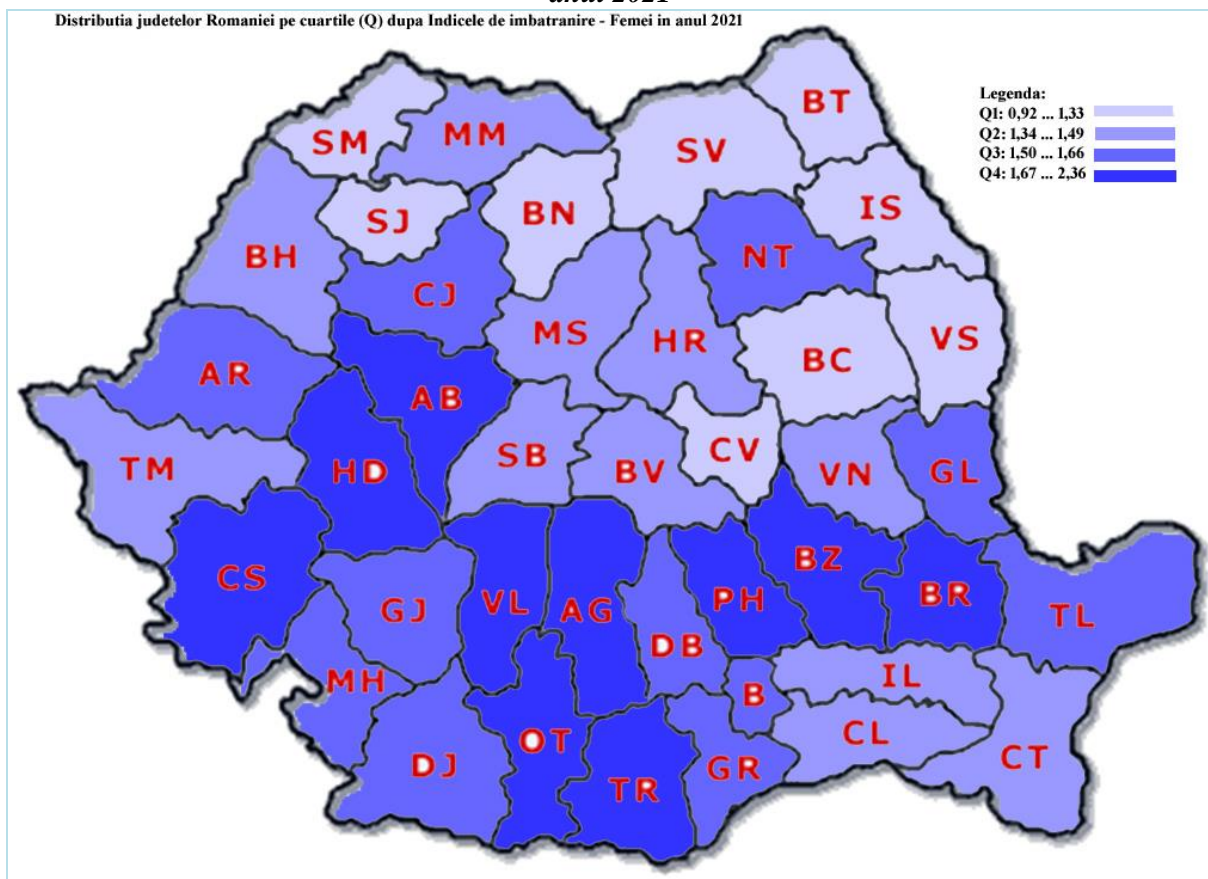 anul 2021
Distributia judetelor Romaniei pe cuartile (Q) dupa Indicele de imbatranire - Femei in anul 2021
Legenda:
Q1: 0,92 ... 1,33
Q2: 1,34 ... 1,49
Q3: 1,50 ... 1,66
Q4: 1,67 ... 2,36
BT
SM
MM
SV
SJ
BN
IS
BH
NT
CJ
MS
HR
VS
BC
AR
AB
TM
HD
SB
BV
CV
VN
GL
CS
BZ
GJ
VL
AG
PH
BR
TL
DB
MH
B
IL
OT
CL
DJ
TR
GR
CT